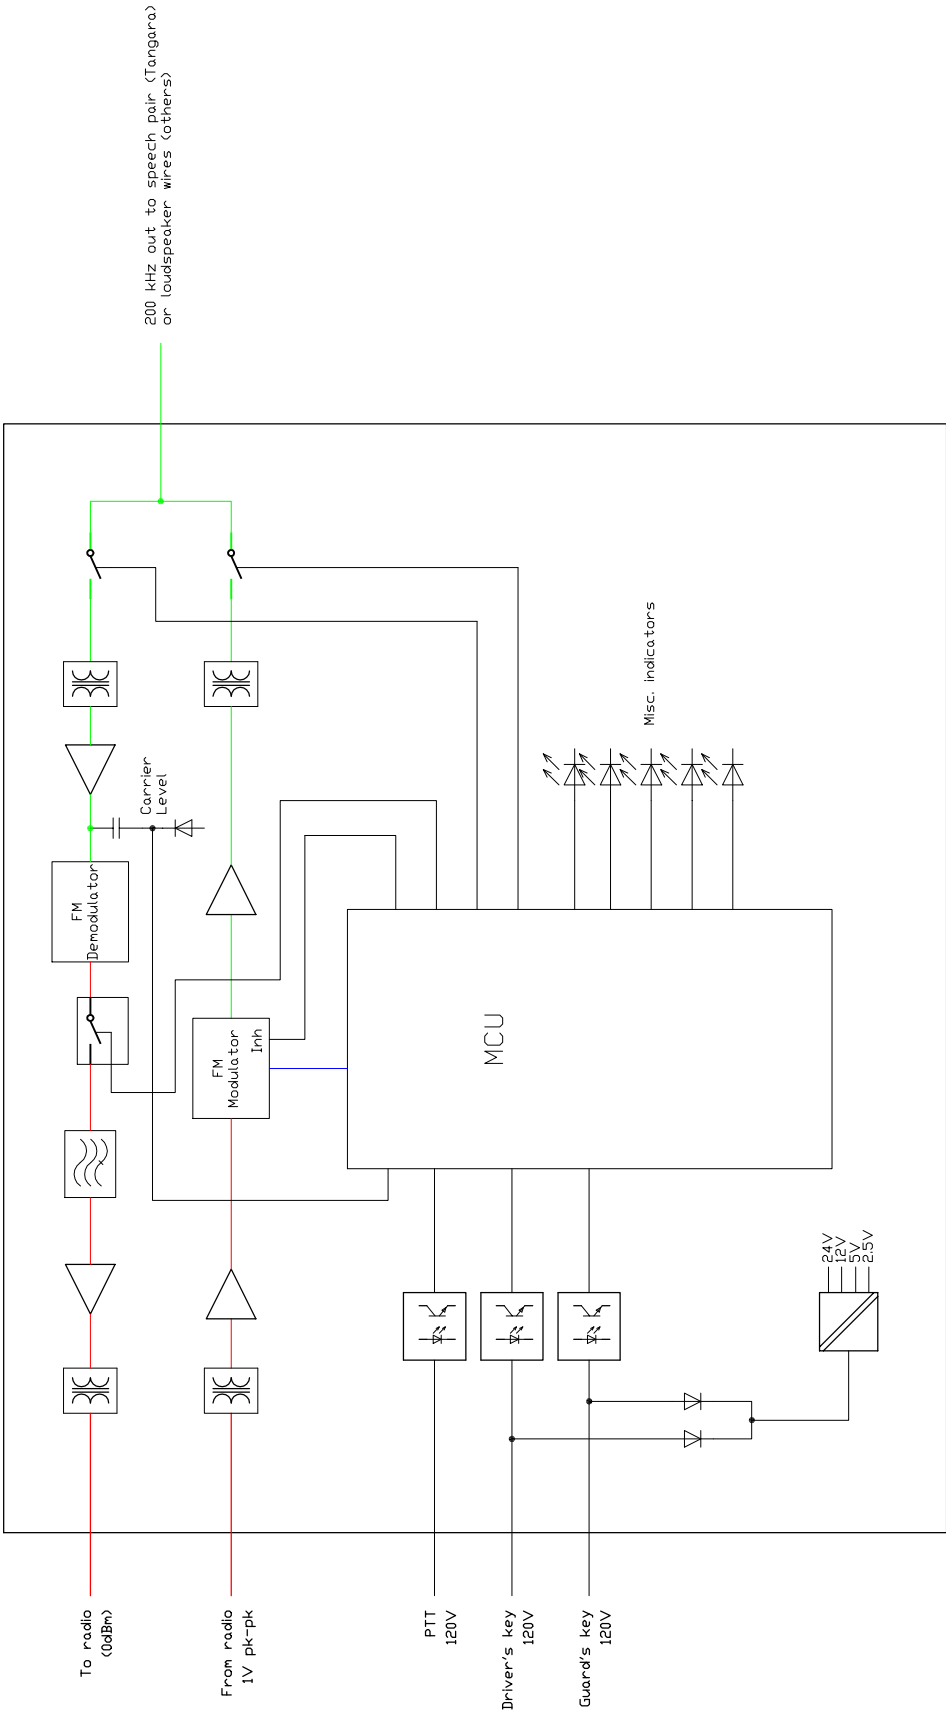 200 kHz out to speech pair (Tangara)
or loudspeaker wires (others)
Carrier
Level
FM
Demodulator
FM
Modulator
Inh
MCU
Misc. indicators
24V
12V
5V
2.5V
To radio
(0dBm)
From radio
1V pk-pk
PTT
120V
Driver's key
120V
Guard's key
120V